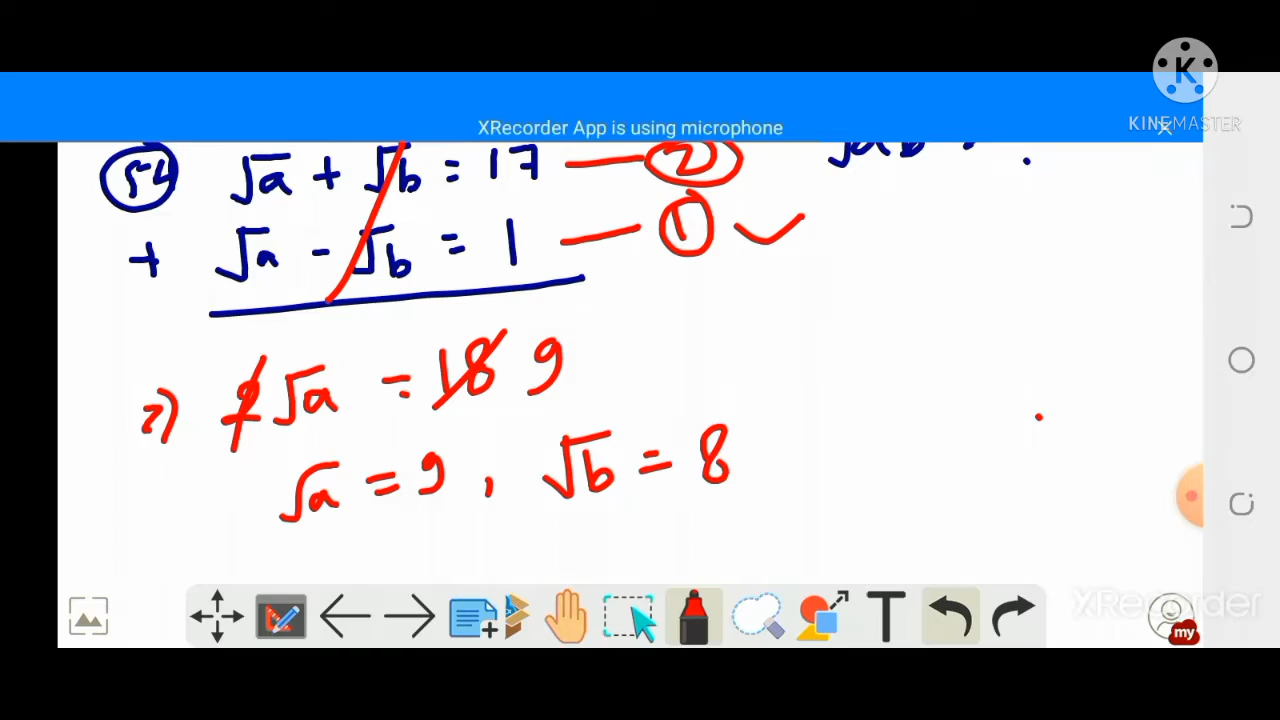 KINEMASTER
XRecorder App is using microphone
54 √a + √b = 17 — 2
+ √a - √b = 1 — 1 ✓
⇒ 2√a = 18 9
√a = 9, √b = 8
T
XRecorder
my